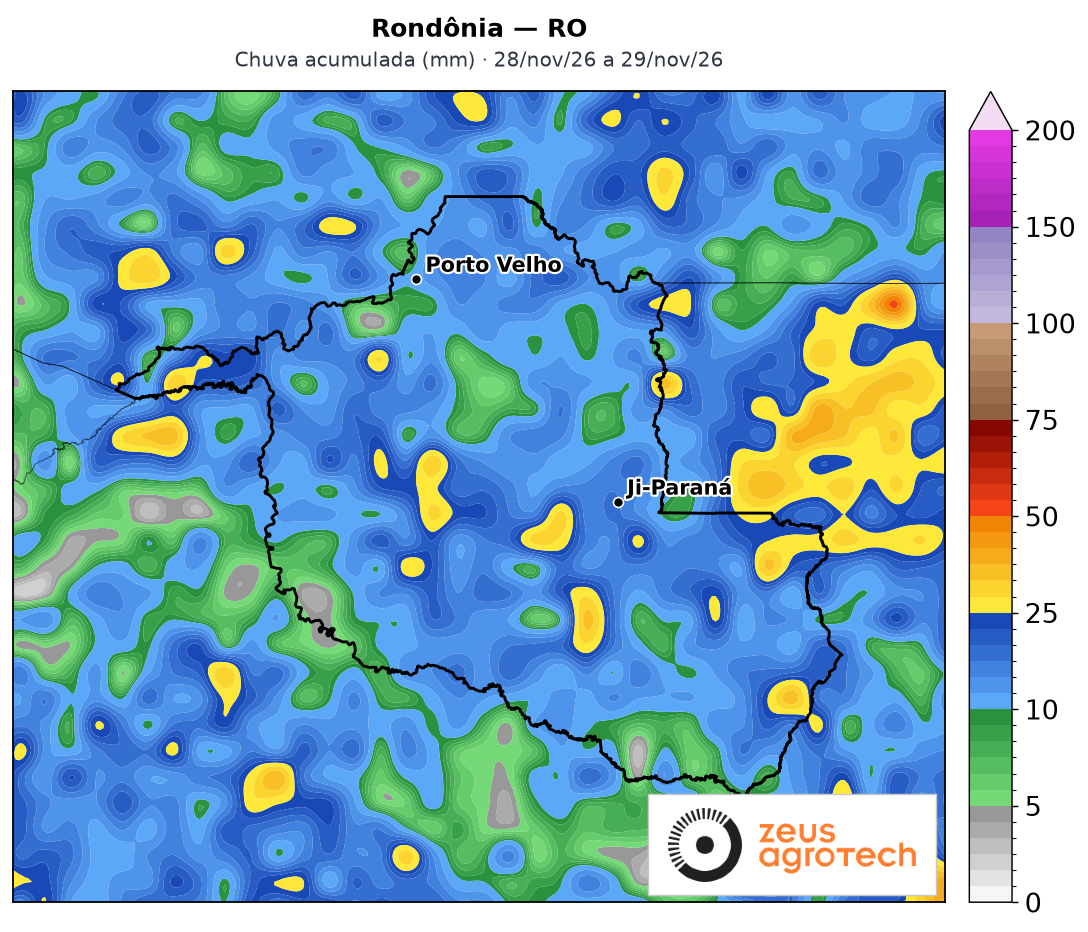 Rondônia — RO
Chuva acumulada (mm) · 28/nov/26 a 29/nov/26
200
150
100
75
50
25
10
5
0
Porto Velho
Ji-Paraná
zeus
agrotech